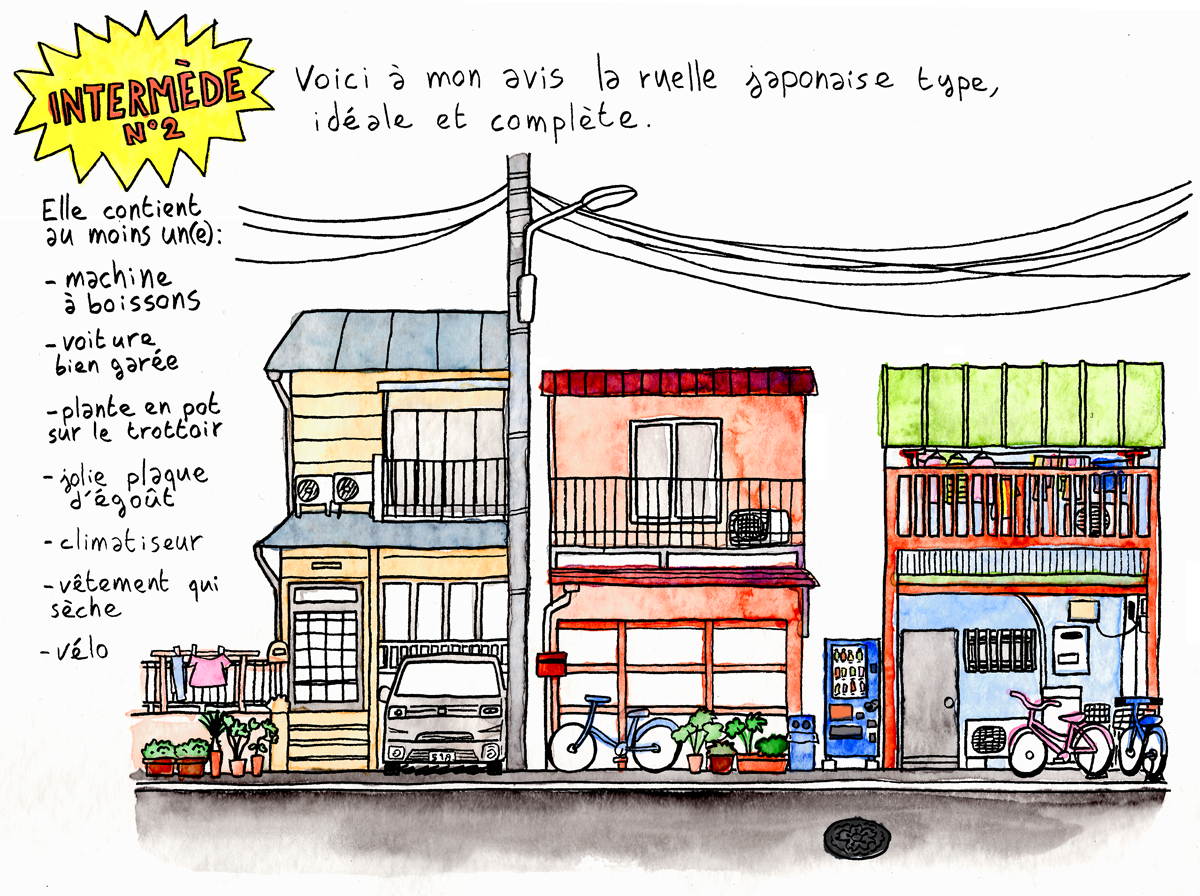 INTERMÈDE
N°2
Voici à mon avis la ruelle japonaise type,
idéale et complète.
Elle contient
au moins un(e):
- machine
à boissons
- voiture
bien garée
- plante en pot
sur le trottoir
- jolie plaque
d'égoût
- climatiseur
- vêtement qui
sèche
- vélo